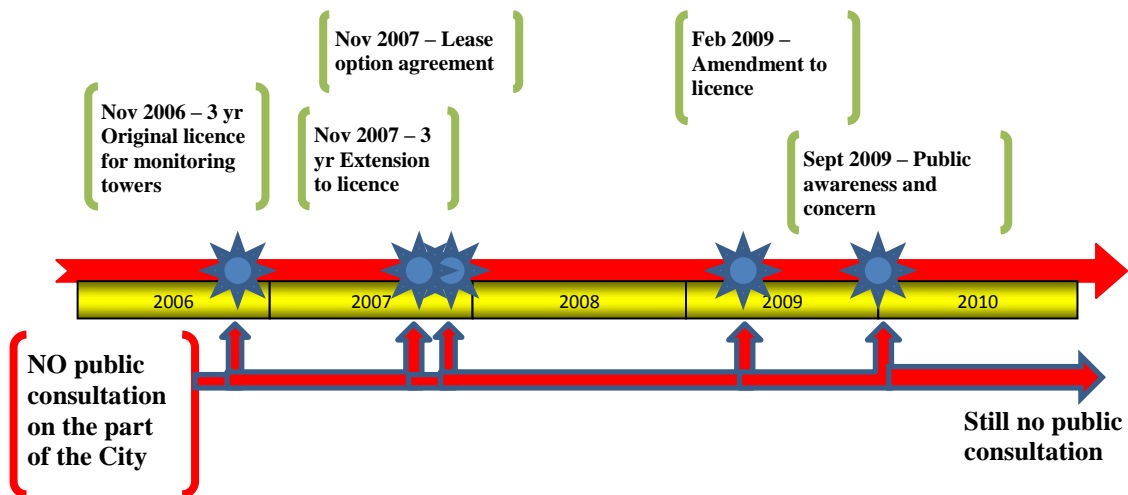 Nov 2007 – Lease
option agreement
Feb 2009 –
Amendment to
licence
Nov 2006 – 3 yr
Original licence
for monitoring
towers
Nov 2007 – 3
yr Extension
to licence
Sept 2009 – Public
awareness and
concern
2006
2007
2008
2009
2010
NO public
consultation
on the part
of the City
Still no public
consultation